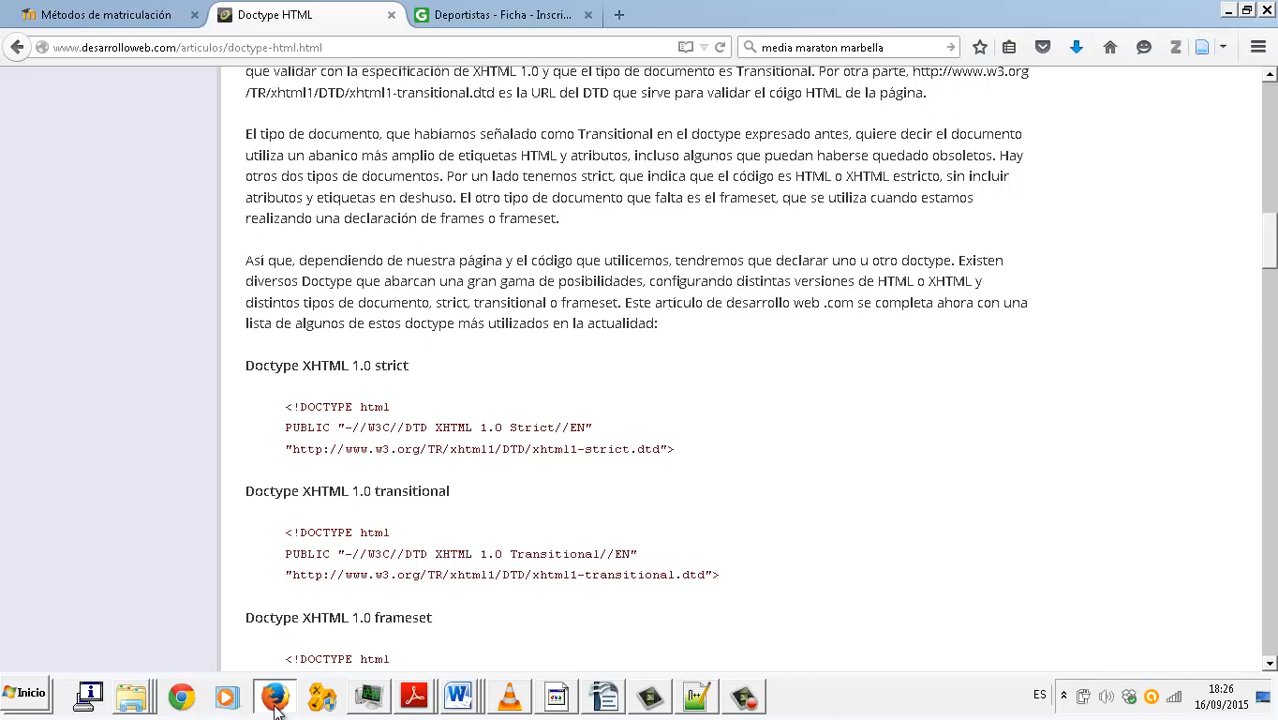 Métodos de matriculación
Doctype HTML
Deportistas - Ficha - Inscri...
www.desarrolloweb.com/articulos/doctype-html.html
media maraton marbella
que validar con la especificación de XHTML 1.0 y que el tipo de documento es Transitional. Por otra parte, http://www.w3.org
/TR/xhtml1/DTD/xhtml1-transitional.dtd es la URL del DTD que sirve para validar el cóigo HTML de la página.
El tipo de documento, que habíamos señalado como Transitional en el doctype expresado antes, quiere decir el documento
utiliza un abanico más amplio de etiquetas HTML y atributos, incluso algunos que puedan haberse quedado obsoletos. Hay
otros dos tipos de documentos. Por un lado tenemos strict, que indica que el código es HTML o XHTML estricto, sin incluir
atributos y etiquetas en deshuso. El otro tipo de documento que falta es el frameset, que se utiliza cuando estamos
realizando una declaración de frames o frameset.
Así que, dependiendo de nuestra página y el código que utilicemos, tendremos que declarar uno u otro doctype. Existen
diversos Doctype que abarcan una gran gama de posibilidades, configurando distintas versiones de HTML o XHTML y
distintos tipos de documento, strict, transitional o frameset. Este artículo de desarrollo web .com se completa ahora con una
lista de algunos de estos doctype más utilizados en la actualidad:
Doctype XHTML 1.0 strict
<!DOCTYPE html
PUBLIC "-//W3C//DTD XHTML 1.0 Strict//EN"
"http://www.w3.org/TR/xhtml1/DTD/xhtml1-strict.dtd">
Doctype XHTML 1.0 transitional
<!DOCTYPE html
PUBLIC "-//W3C//DTD XHTML 1.0 Transitional//EN"
"http://www.w3.org/TR/xhtml1/DTD/xhtml1-transitional.dtd">
Doctype XHTML 1.0 frameset
<!DOCTYPE html
Inicio
ES
18:26
16/09/2015